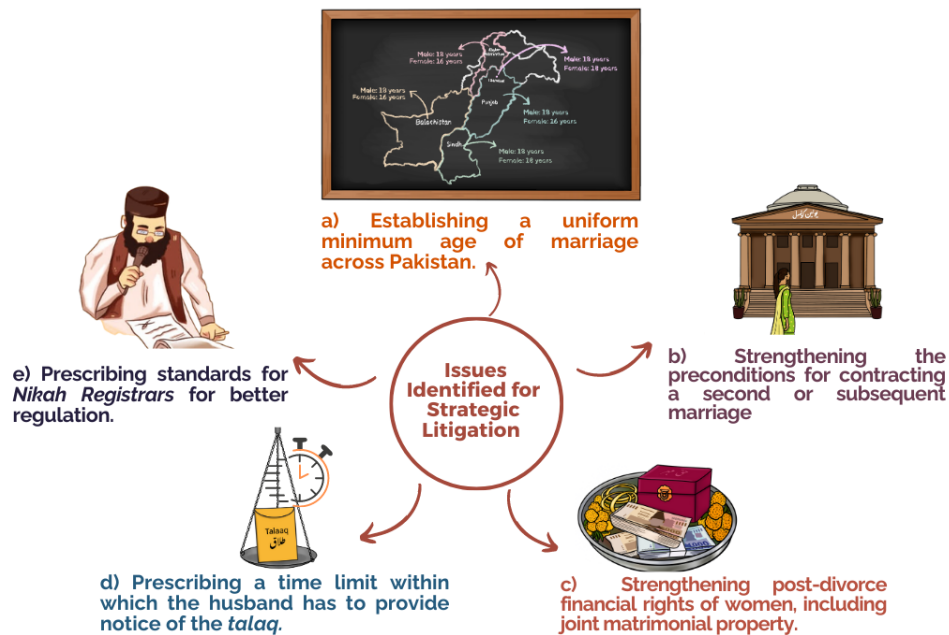 Male: 18 years
Female: 16 years
Male: 18 years
Female: 18 years
Male: 18 years
Female: 16 years
Balochistan
Punjab
Male: 18 years
Female: 16 years
Sindh
Male: 18 years
Female: 18 years
a) Establishing a uniform
minimum age of marriage
across Pakistan.
b) Strengthening the
preconditions for contracting
a second or subsequent
marriage
Issues
Identified for
Strategic
Litigation
e) Prescribing standards for
Nikah Registrars for better
regulation.
Talaaq
طلاق
d) Prescribing a time limit within
which the husband has to provide
notice of the talaq.
c) Strengthening post-divorce
financial rights of women, including
joint matrimonial property.